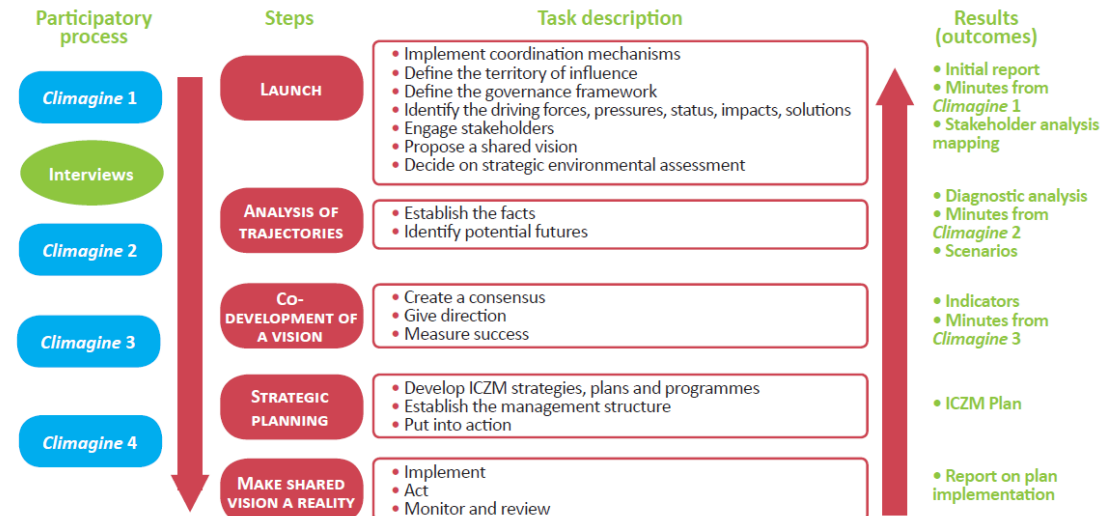 Participatory
process
Steps
Task description
Results
(outcomes)
Climagine 1
Interviews
Climagine 2
Climagine 3
Climagine 4
LAUNCH
• Implement coordination mechanisms
• Define the territory of influence
• Define the governance framework
• Identify the driving forces, pressures, status, impacts, solutions
• Engage stakeholders
• Propose a shared vision
• Decide on strategic environmental assessment
• Initial report
• Minutes from
Climagine 1
• Stakeholder analysis
mapping
ANALYSIS OF
TRAJECTORIES
• Establish the facts
• Identify potential futures
• Diagnostic analysis
• Minutes from
Climagine 2
• Scenarios
CO-
DEVELOPMENT OF
A VISION
• Create a consensus
• Give direction
• Measure success
• Indicators
• Minutes from
Climagine 3
STRATEGIC
PLANNING
• Develop ICZM strategies, plans and programmes
• Establish the management structure
• Put into action
• ICZM Plan
MAKE SHARED
VISION A REALITY
• Implement
• Act
• Monitor and review
• Report on plan
implementation